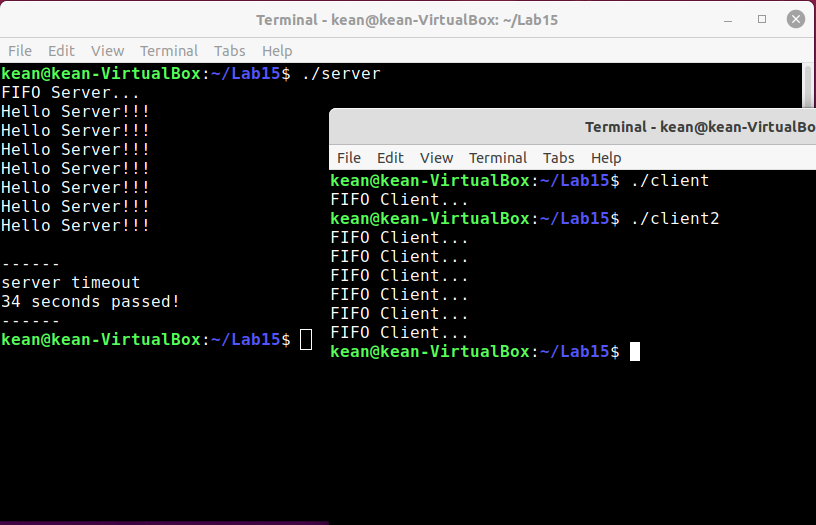 Terminal - kean@kean-VirtualBox: ~/Lab15
File Edit View Terminal Tabs Help
kean@kean-VirtualBox:~/Lab15$ ./server
FIFO Server...
Hello Server!!!
Hello Server!!!
Hello Server!!!
Hello Server!!!
Hello Server!!!
Hello Server!!!
Hello Server!!!
------
server timeout
34 seconds passed!
------
kean@kean-VirtualBox:~/Lab15$
Terminal - kean@kean-VirtualBo
File Edit View Terminal Tabs Help
kean@kean-VirtualBox:~/Lab15$ ./client
FIFO Client...
kean@kean-VirtualBox:~/Lab15$ ./client2
FIFO Client...
FIFO Client...
FIFO Client...
FIFO Client...
FIFO Client...
FIFO Client...
kean@kean-VirtualBox:~/Lab15$